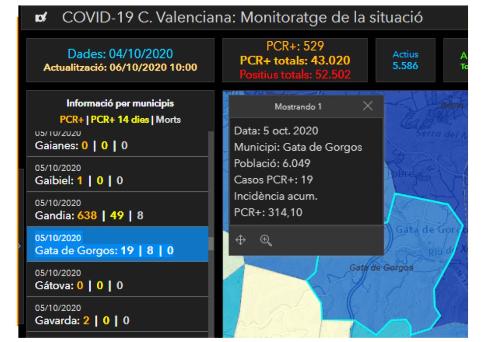 COVID-19 C. Valenciana: Monitoratge de la situació
Dades: 04/10/2020
Actualització: 06/10/2020 10:00
PCR+: 529
PCR+ totals: 43.020
Positius totals: 52.502
Actius
5.586
A
Informació per municipis
PCR+ | PCR+ 14 dies | Morts
05/10/2020
Gaianes: 0 | 0 | 0
05/10/2020
Gaibiel: 1 | 0 | 0
05/10/2020
Gandia: 638 | 49 | 8
05/10/2020
Gata de Gorgos: 19 | 8 | 0
05/10/2020
Gátova: 0 | 0 | 0
05/10/2020
Gavarda: 2 | 0 | 0
Mostrando 1
Data: 5 oct. 2020
Municipi: Gata de Gorgos
Població: 6.049
Casos PCR+: 19
Incidència acum.
PCR+: 314,10
Gata de Gor
Gata de Gorgos